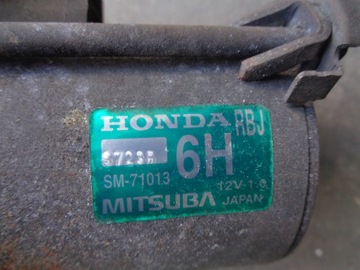 HONDA RBJ
6H
SM-71013
12V-1.0
MITSUBA JAPAN